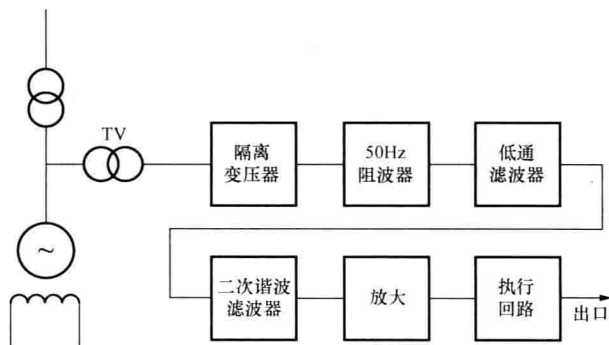 TV
隔离
变压器
50Hz
阻波器
低通
滤波器
~
二次谐波
滤波器
放大
执行
回路
出口